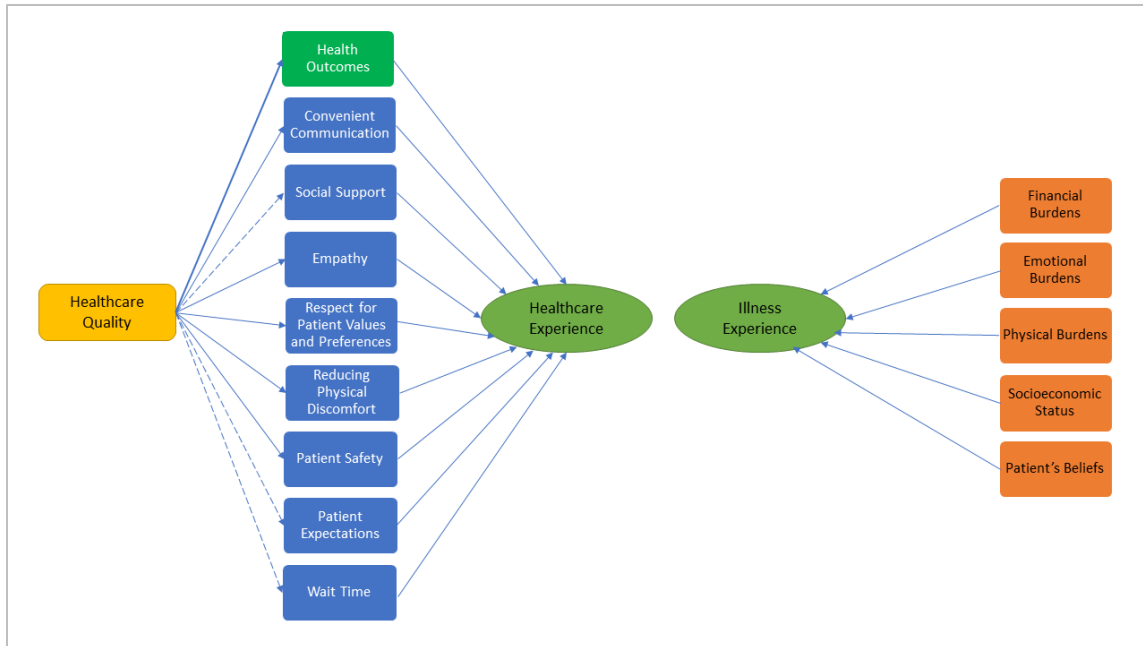 Health
Outcomes
Convenient
Communication
Social Support
Empathy
Respect for
Patient Values
and Preferences
Reducing
Physical
Discomfort
Patient Safety
Patient
Expectations
Wait Time
Healthcare
Quality
Healthcare
Experience
Illness
Experience
Financial
Burdens
Emotional
Burdens
Physical Burdens
Socioeconomic
Status
Patient's Beliefs